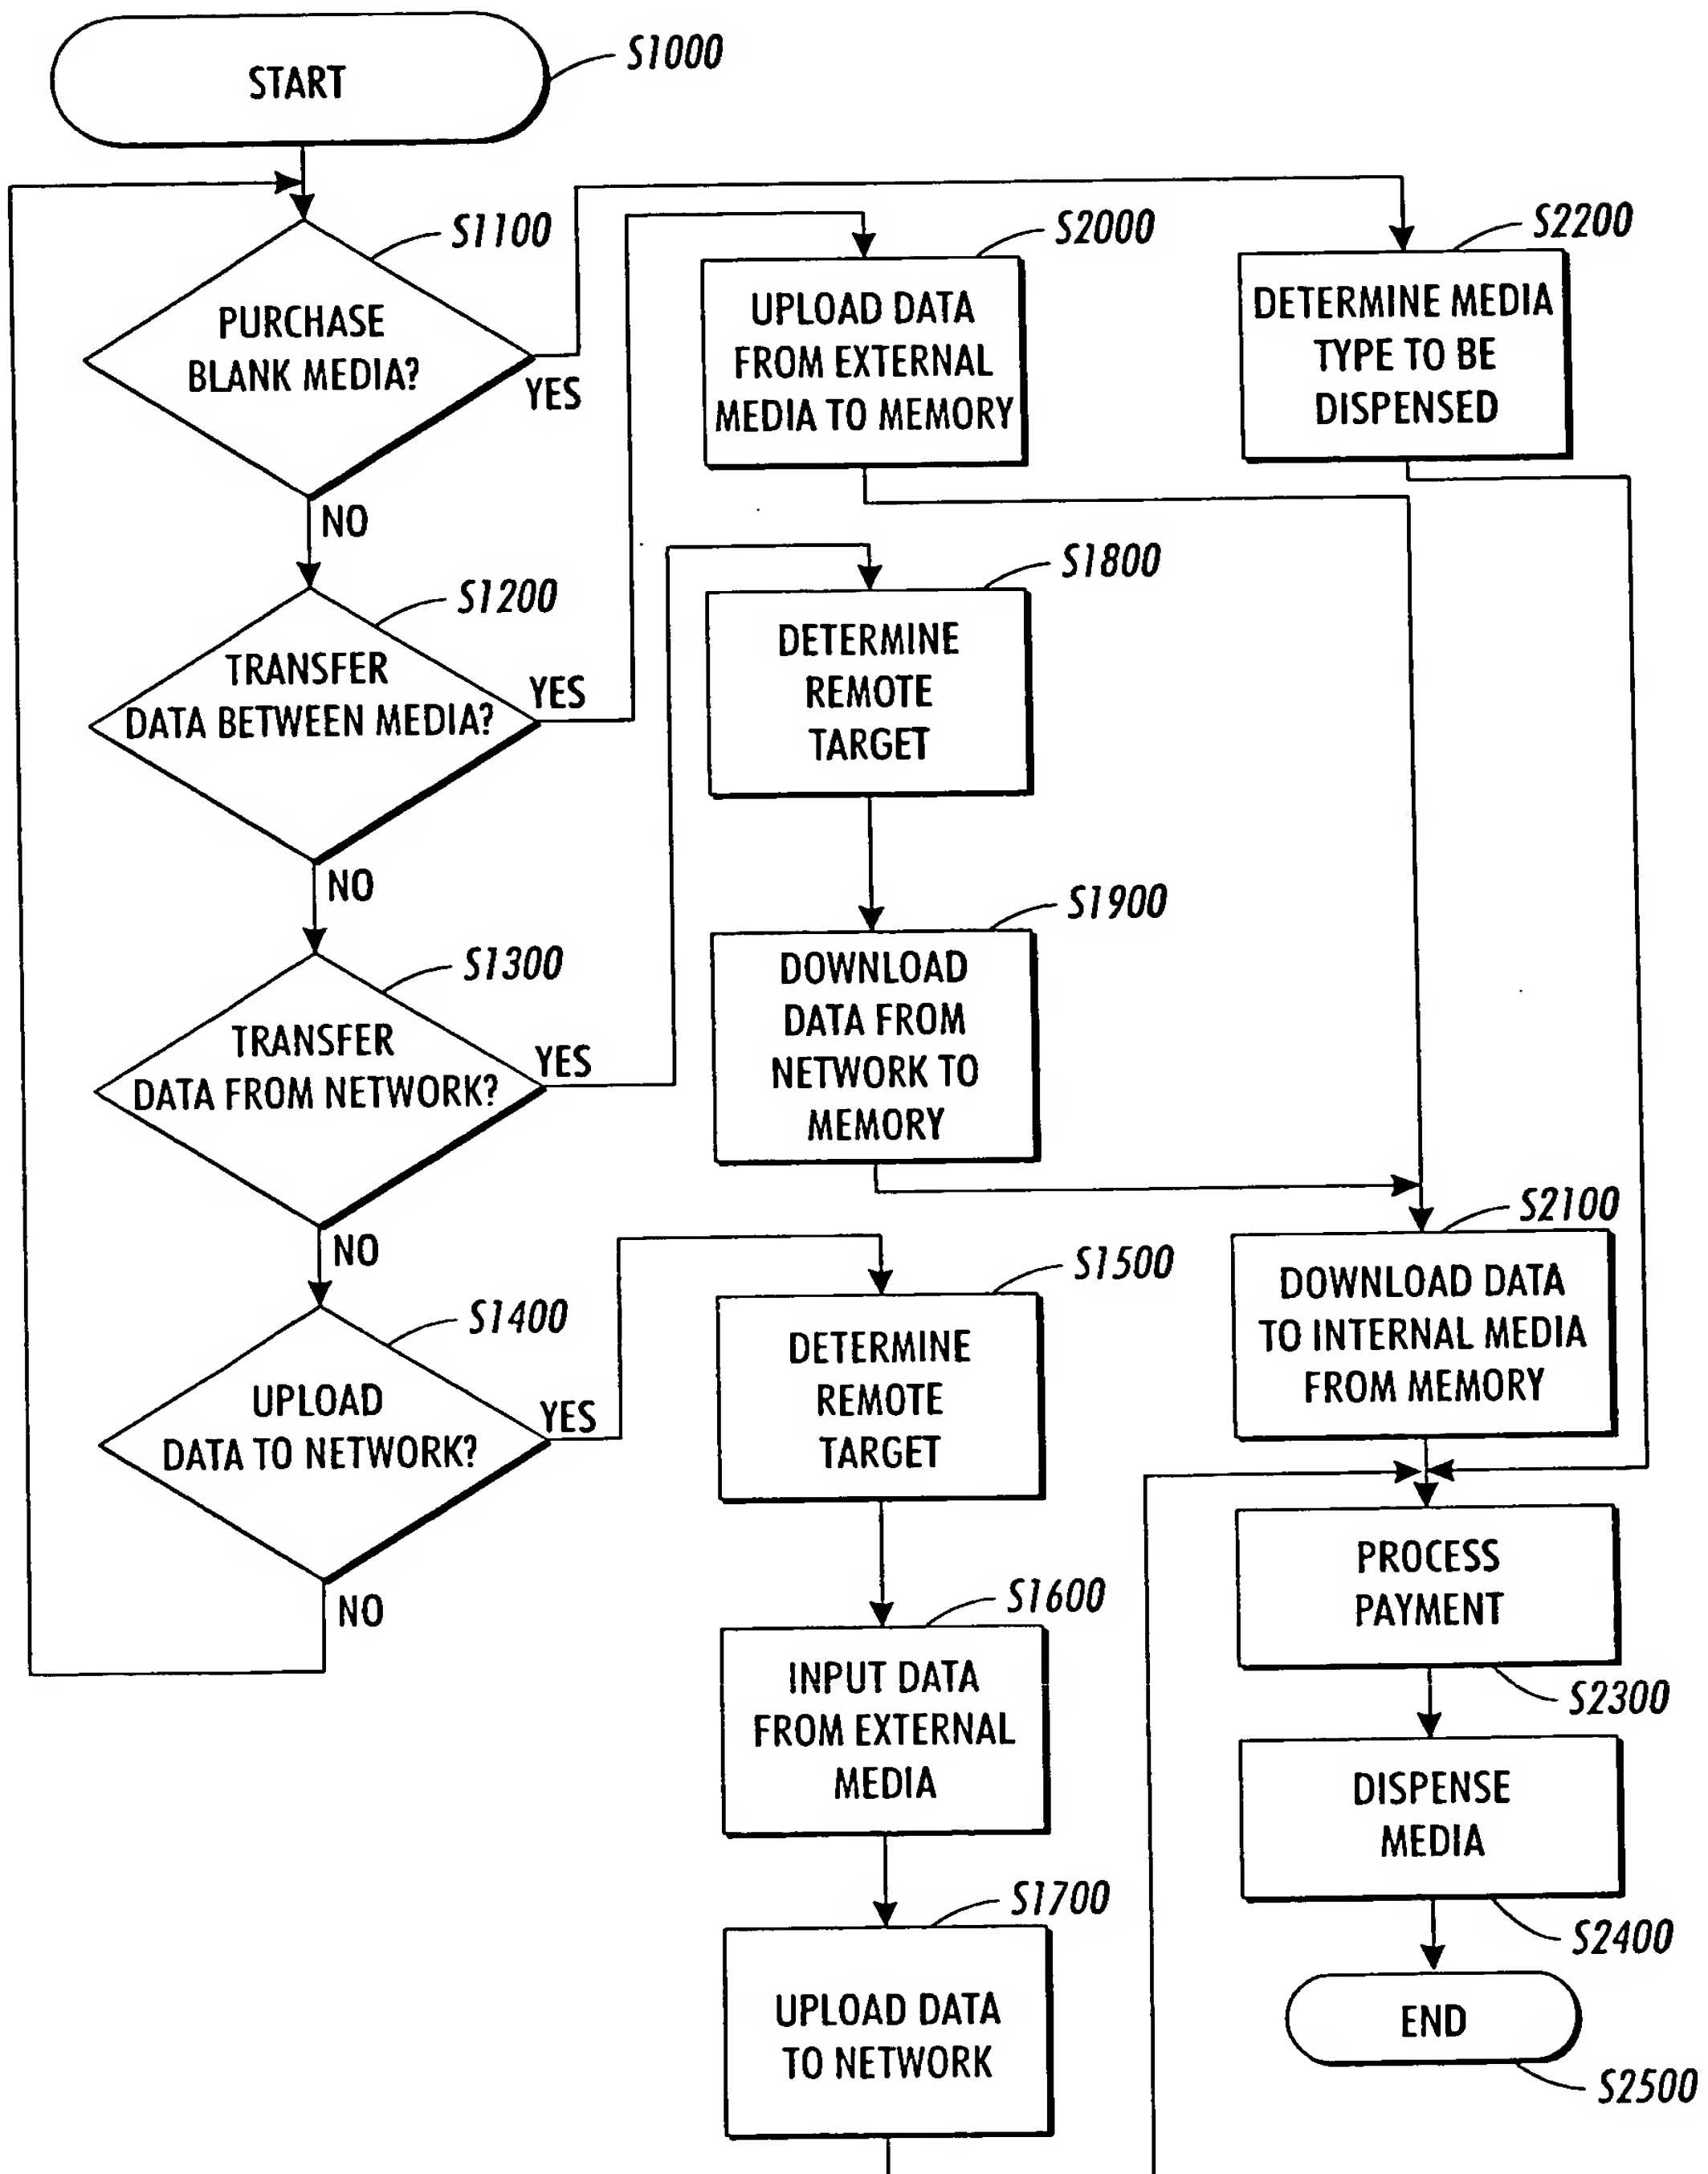 START
S1000
S1100
PURCHASE
BLANK MEDIA?
YES
NO
S1200
TRANSFER
DATA BETWEEN MEDIA?
YES
NO
S1300
TRANSFER
DATA FROM NETWORK?
YES
NO
S1400
UPLOAD
DATA TO NETWORK?
YES
NO
S2000
UPLOAD DATA
FROM EXTERNAL
MEDIA TO MEMORY
S1800
DETERMINE
REMOTE
TARGET
S1900
DOWNLOAD
DATA FROM
NETWORK TO
MEMORY
S1500
DETERMINE
REMOTE
TARGET
S1600
INPUT DATA
FROM EXTERNAL
MEDIA
S1700
UPLOAD DATA
TO NETWORK
S2200
DETERMINE MEDIA
TYPE TO BE
DISPENSED
S2100
DOWNLOAD DATA
TO INTERNAL MEDIA
FROM MEMORY
PROCESS
PAYMENT
S2300
DISPENSE
MEDIA
S2400
END
S2500